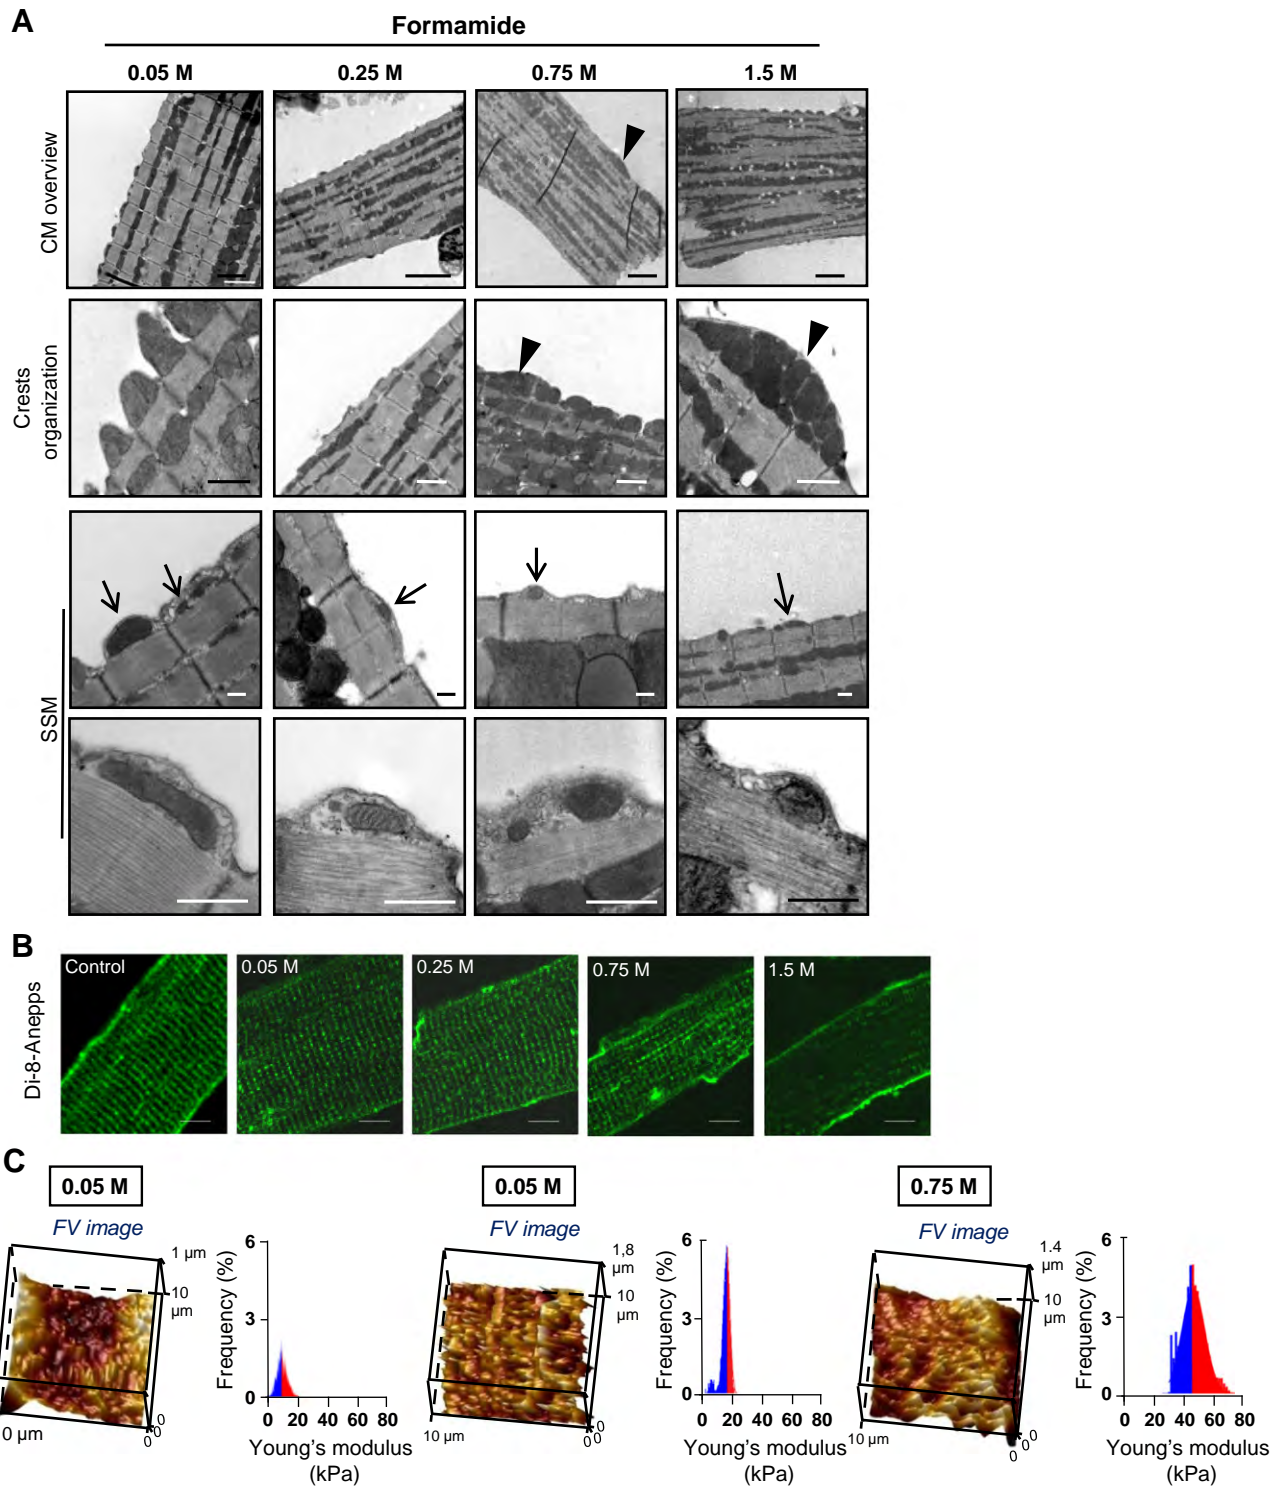 A
Formamide
0.05 M 0.25 M 0.75 M 1.5 M
CM overview
Crests
organization
SSM
B
Di-8-Anepps
Control 0.05 M 0.25 M 0.75 M 1.5 M
C
0.05 M
FV image
1 µm
10
µm
0 µm
0
0
6
3
0
Frequency (%)
0 20 40 60 80
Young's modulus
(kPa)
0.05 M
FV image
1,8
µm
10
µm
10 µm
0
0
0
6
3
0
Frequency (%)
0 20 40 60 80
Young's modulus
(kPa)
0.75 M
FV image
1.4
µm
10
µm
10 µm
0
0
0
6
3
0
Frequency (%)
0 20 40 60 80
Young's modulus
(kPa)